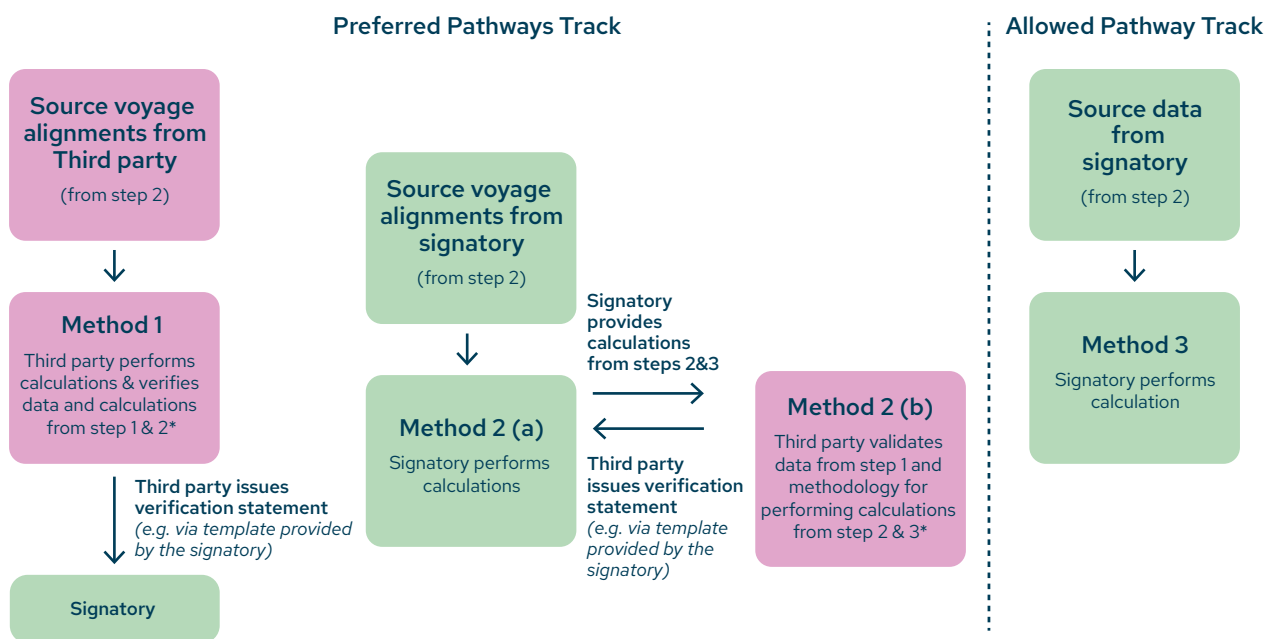 Preferred Pathways Track
Allowed Pathway Track
Source voyage
alignments from
Third party
(from step 2)
Method 1
Third party performs
calculations & verifies
data and calculations
from step 1 & 2*
Third party issues
verification statement
(e.g. via template provided
by the signatory)
Signatory
Source voyage
alignments from
signatory
(from step 2)
Method 2 (a)
Signatory performs
calculations
Signatory
provides
calculations
from steps 2&3
Third party
issues verification
statement
(e.g. via template
provided by the
signatory)
Method 2 (b)
Third party validates
data from step 1 and
methodology for
performing calculations
from step 2 & 3*
Source data
from
signatory
(from step 2)
Method 3
Signatory performs
calculation